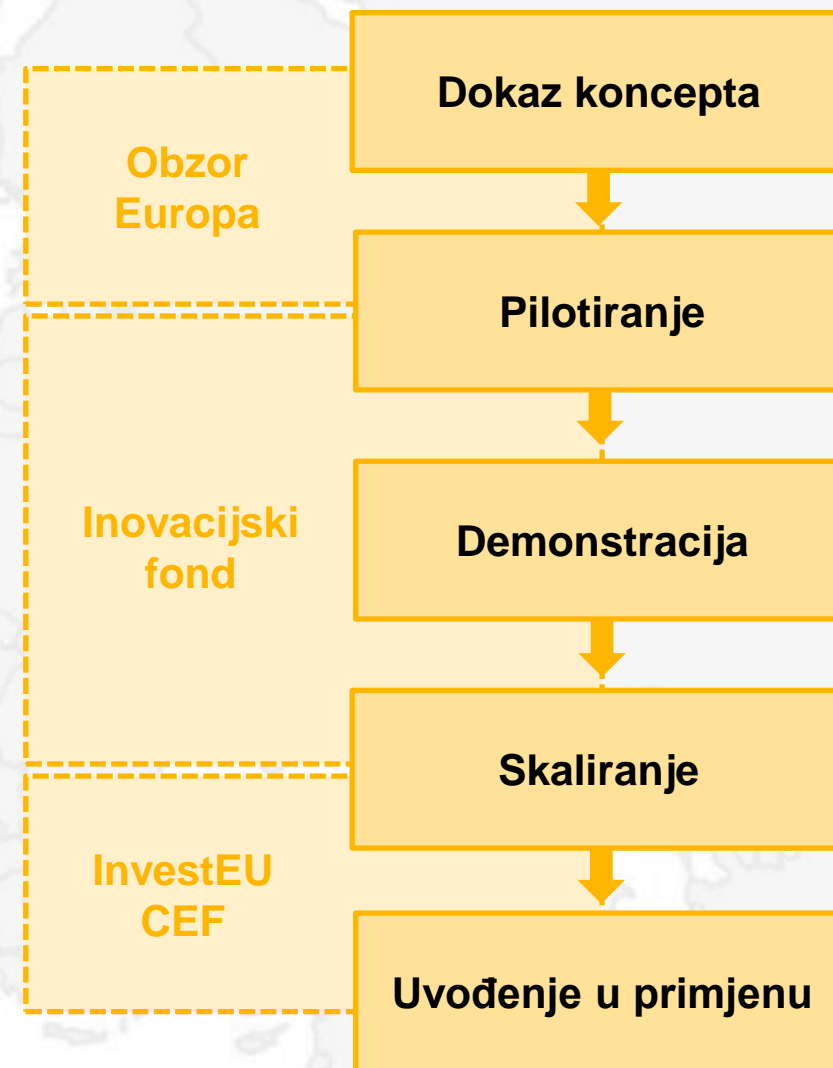 Dokaz koncepta
Obzor
Europa
Pilotiranje
Inovacijski
fond
Demonstracija
Skaliranje
InvestEU
CEF
Uvođenje u primjenu